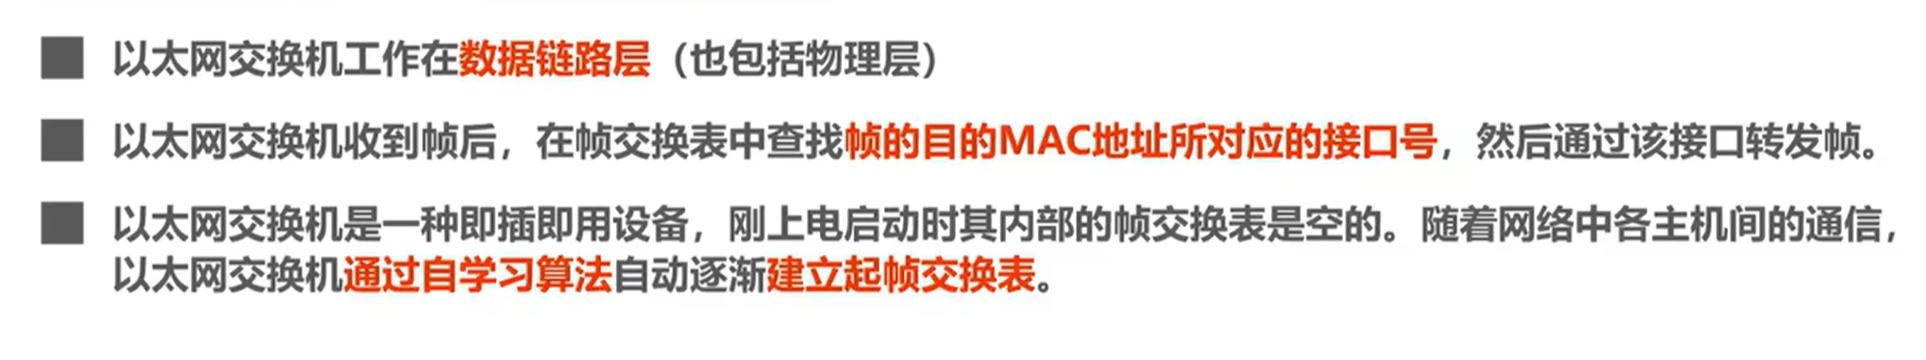 以太网交换机工作在数据链路层（也包括物理层）
以太网交换机收到帧后，在帧交换表中查找帧的目的MAC地址所对应的接口号，然后通过该接口转发帧。
以太网交换机是一种即插即用设备，刚上电启动时其内部的帧交换表是空的。随着网络中各主机间的通信，
以太网交换机通过自学习算法自动逐渐建立起帧交换表。